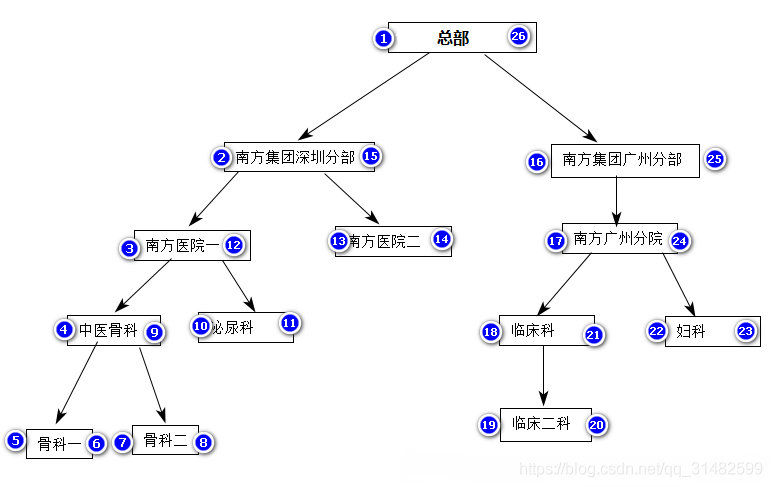 1 总部 26
2 南方集团深圳分部 15
16 南方集团广州分部 25
3 南方医院一 12
13 南方医院二 14
17 南方广州分院 24
4 中医骨科 9
10 泌尿科 11
18 临床科 21
22 妇科 23
5 骨科一 6
7 骨科二 8
19 临床二科 20
https://blog.csdn.net/qq_31482599